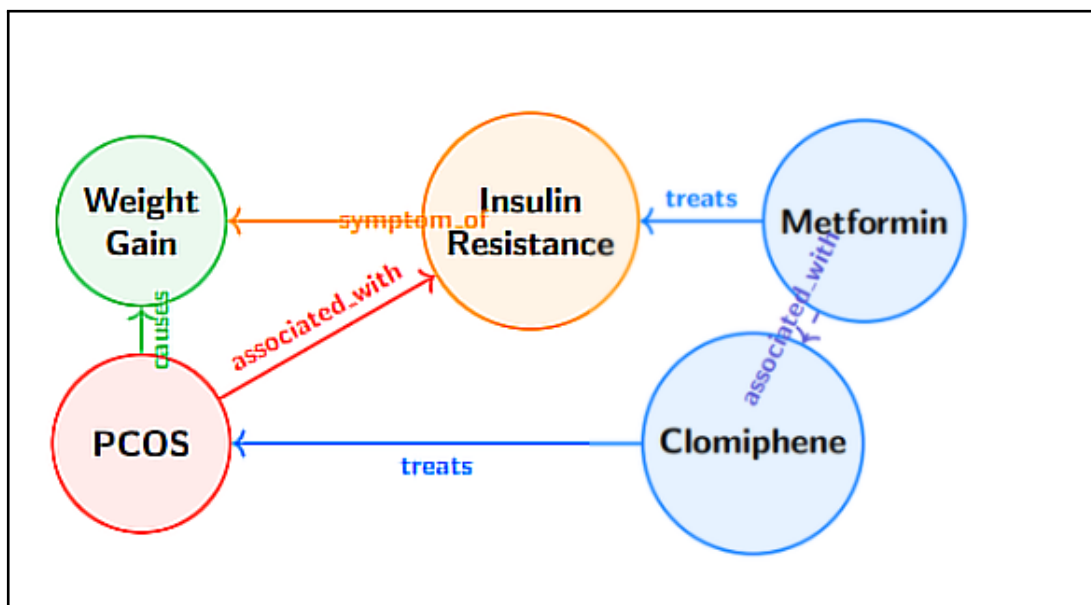 Weight
Gain
symptom_of
Insulin
Resistance
treats
Metformin
associated_with
associated_with
causes
PCOS
treats
Clomiphene